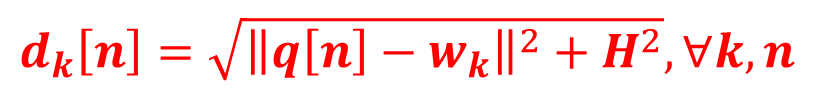 d_k[n] = √(‖q[n] − w_k‖² + H²), ∀k, n